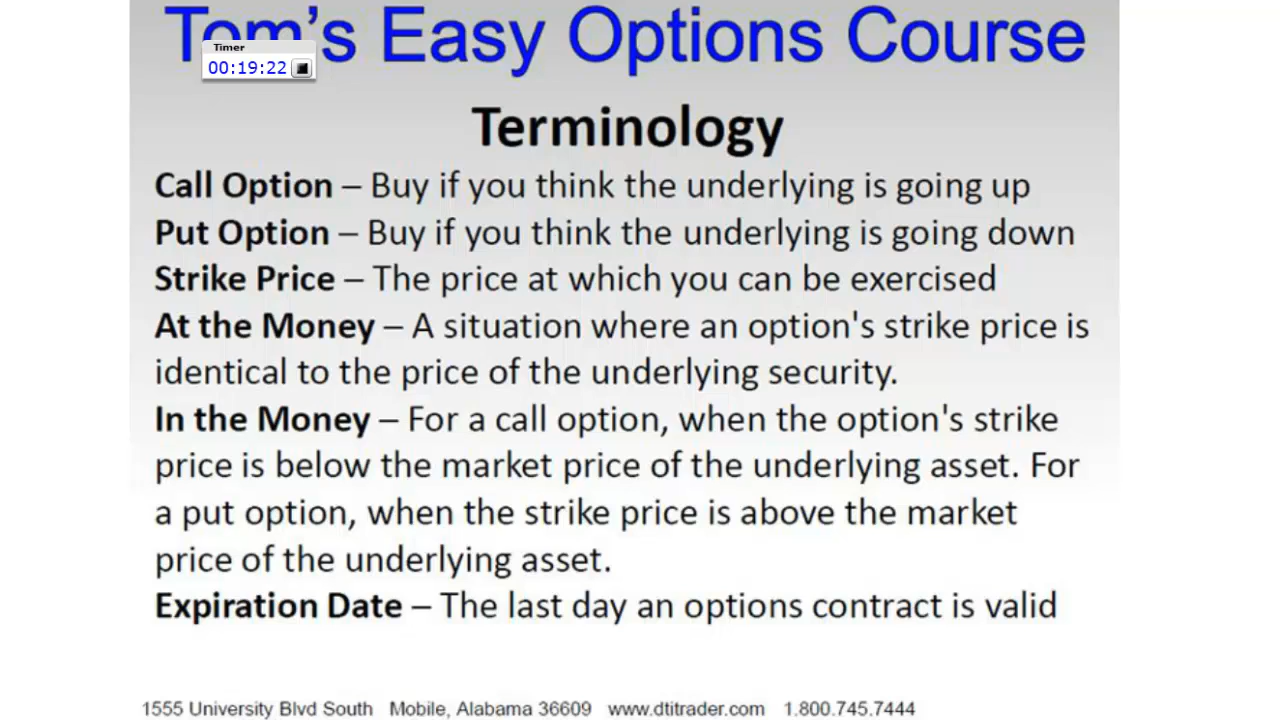 Tom's Easy Options Course
Timer
00:19:22
Terminology
Call Option – Buy if you think the underlying is going up
Put Option – Buy if you think the underlying is going down
Strike Price – The price at which you can be exercised
At the Money – A situation where an option's strike price is
identical to the price of the underlying security.
In the Money – For a call option, when the option's strike
price is below the market price of the underlying asset. For
a put option, when the strike price is above the market
price of the underlying asset.
Expiration Date – The last day an options contract is valid
1555 University Blvd South Mobile, Alabama 36609 www.dtitrader.com 1.800.745.7444